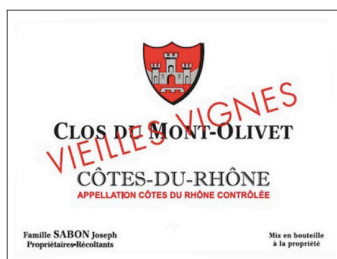 VIEILLES VIGNES
CLOS DU MONT-OLIVET
CÔTES-DU-RHÔNE
APPELLATION CÔTES DU RHÔNE CONTRÔLÉE
Famille SABON Joseph
Propriétaires-Récoltants
Mis en bouteille
à la propriété